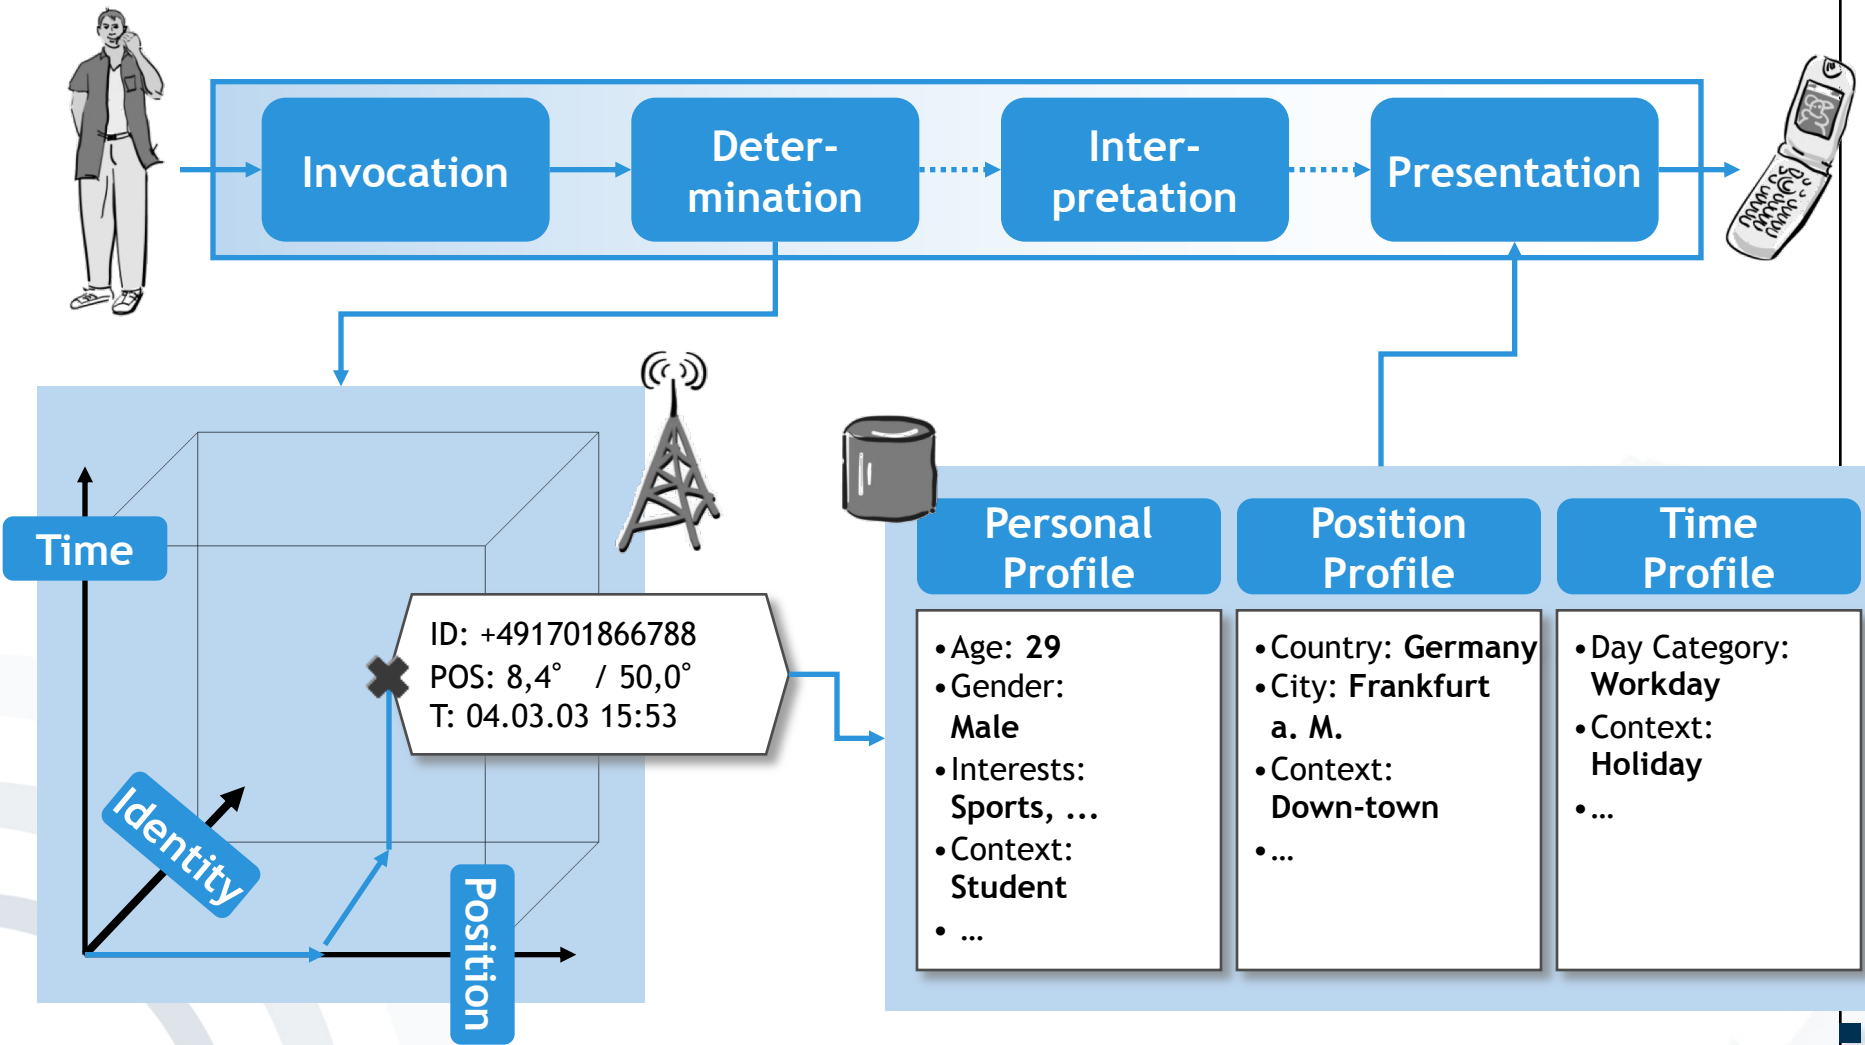 Invocation
Deter-
mination
Inter-
pretation
Presentation
Time
Identity
Position
ID: +491701866788
POS: 8,4° / 50,0°
T: 04.03.03 15:53
Personal
Profile
•Age: 29
•Gender:
Male
•Interests:
Sports, ...
•Context:
Student
• …
Position
Profile
•Country: Germany
•City: Frankfurt
a. M.
•Context:
Down-town
•…
Time
Profile
•Day Category:
Workday
•Context:
Holiday
•…